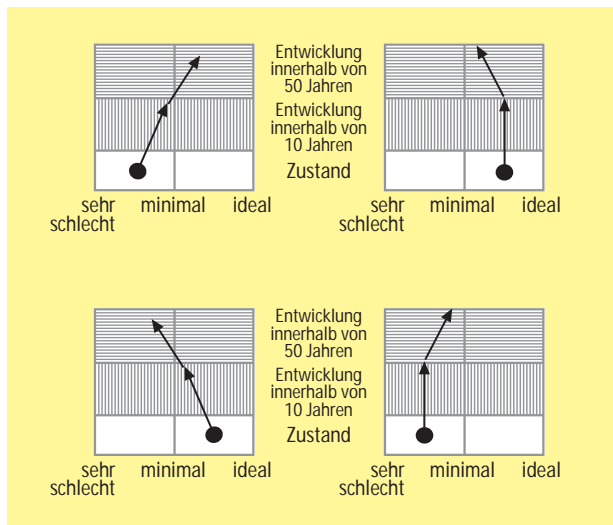 Entwicklung
innerhalb von
50 Jahren
Entwicklung
innerhalb von
10 Jahren
Zustand
sehr schlecht minimal ideal
sehr schlecht minimal ideal
Entwicklung
innerhalb von
50 Jahren
Entwicklung
innerhalb von
10 Jahren
Zustand
sehr schlecht minimal ideal
sehr schlecht minimal ideal